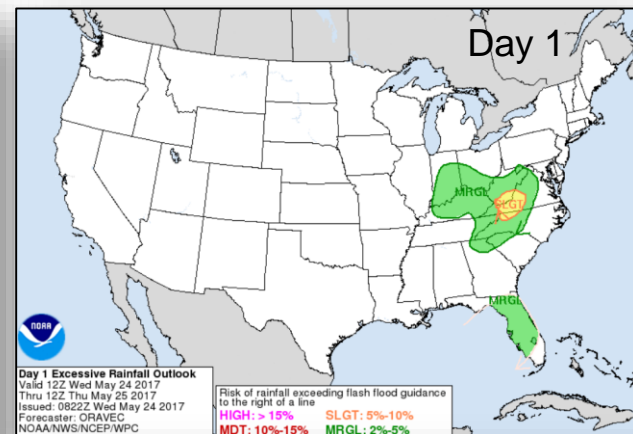 Day 1
MRGL
SLGT
MRGL
NOAA
Day 1 Excessive Rainfall Outlook
Valid 12Z Wed May 24 2017
Thru 12Z Thu May 25 2017
Issued: 0822Z Wed May 24 2017
Forecaster: ORAVEC
NOAA/NWS/NCEP/WPC
Risk of rainfall exceeding flash flood guidance
to the right of a line
HIGH: > 15% SLGT: 5%-10%
MDT: 10%-15% MRGL: 2%-5%